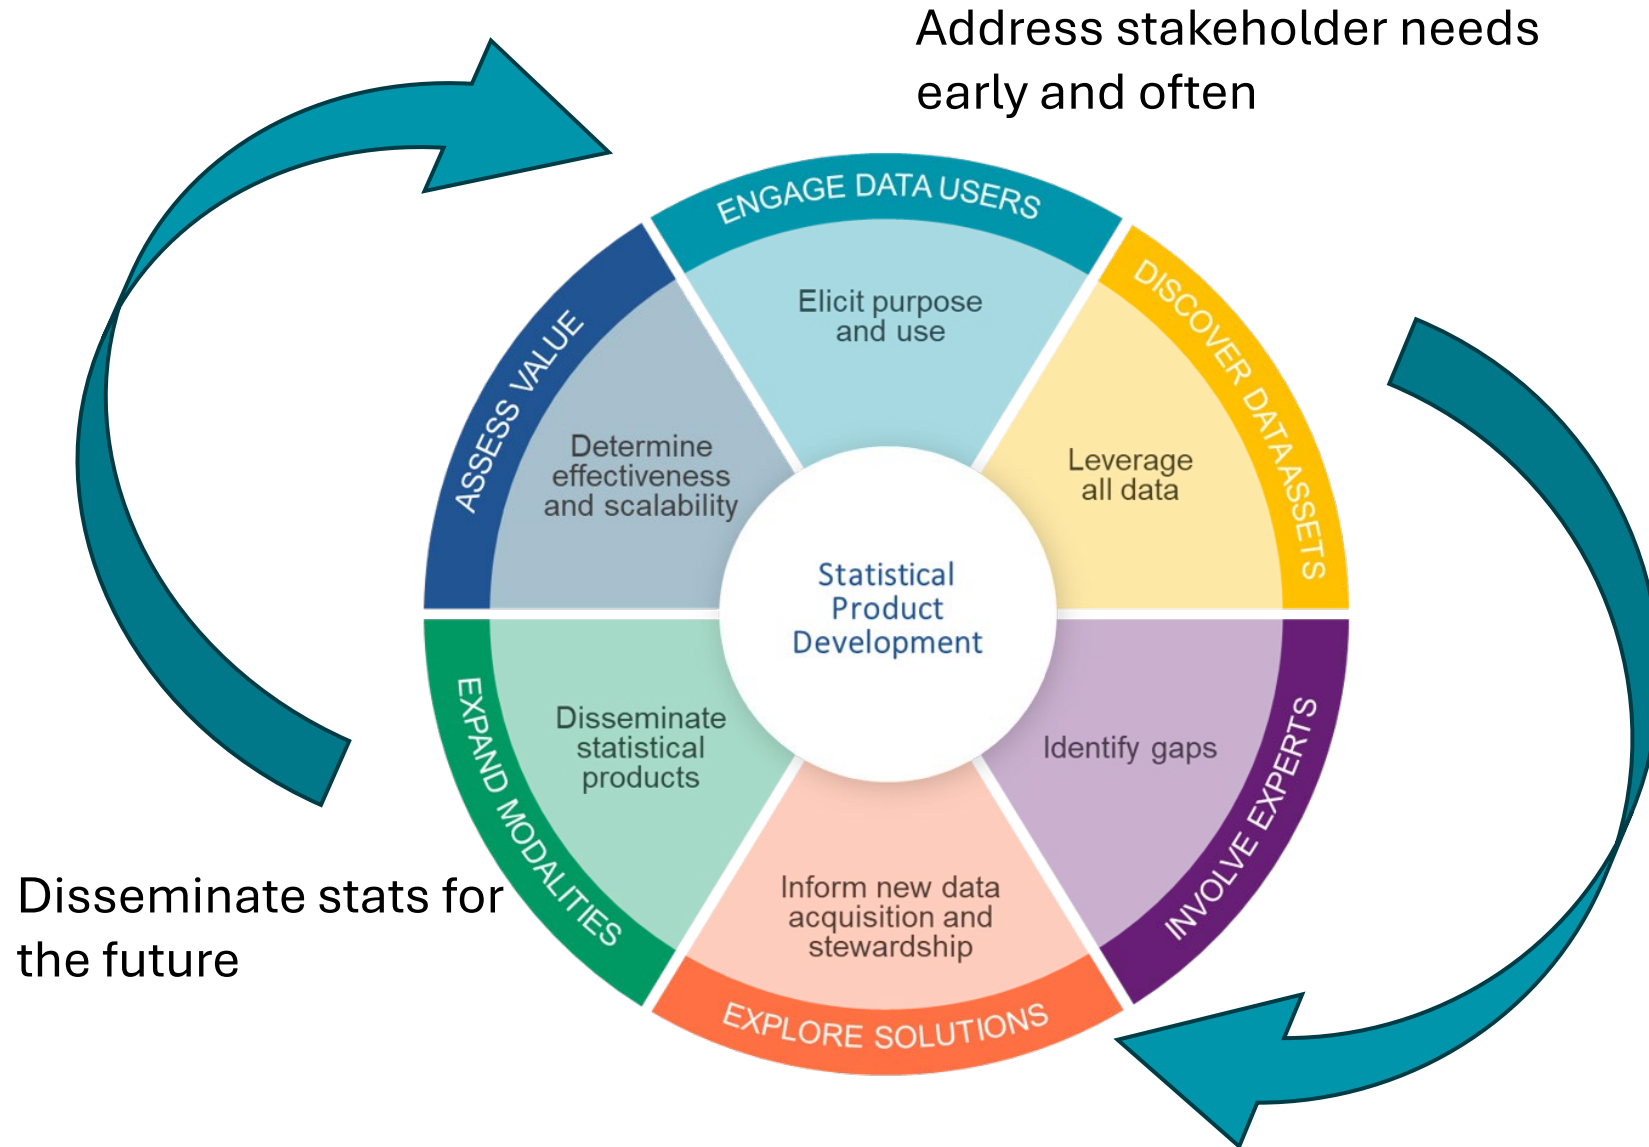 Address stakeholder needs
early and often
ENGAGE DATA USERS
Elicit purpose
and use
DISCOVER DATA ASSETS
Leverage
all data
INVOLVE EXPERTS
Identify gaps
EXPLORE SOLUTIONS
Inform new data
acquisition and
stewardship
EXPAND MODALITIES
Disseminate
statistical
products
ASSESS VALUE
Determine
effectiveness
and scalability
Statistical
Product
Development
Disseminate stats for
the future